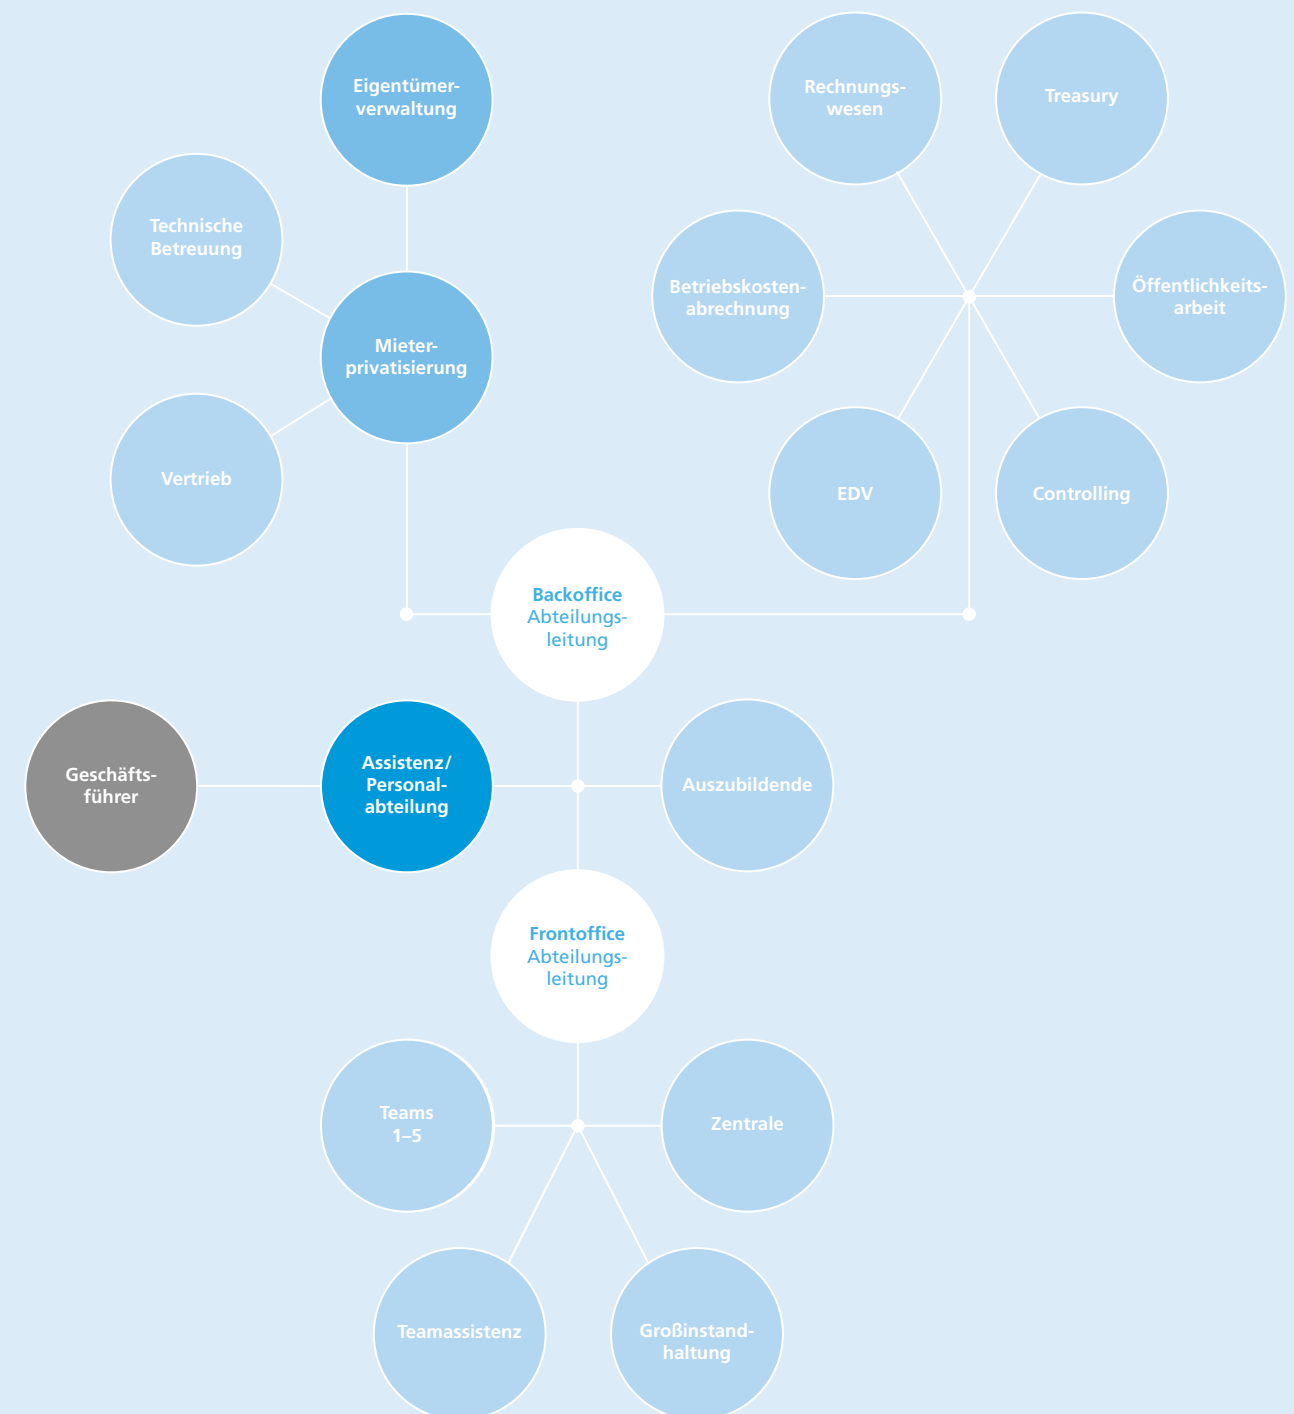 Eigentümer-
verwaltung
Rechnungs-
wesen
Treasury
Technische
Betreuung
Betriebskosten-
abrechnung
Öffentlichkeits-
arbeit
Mieter-
privatisierung
Vertrieb
EDV
Controlling
Backoffice
Abteilungs-
leitung
Geschäfts-
führer
Assistenz/
Personal-
abteilung
Auszubildende
Frontoffice
Abteilungs-
leitung
Teams
1–5
Zentrale
Teamassistenz
Großinstand-
haltung